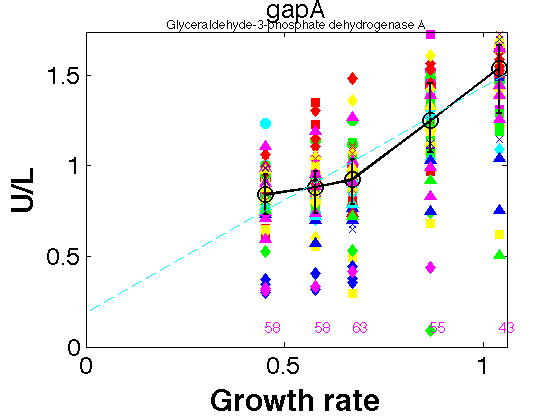 gapA
Glyceraldehyde-3-phosphate dehydrogenase A
1.5
1
0.5
0
U/L
58 58 63 55 43
0 0.5 1
Growth rate